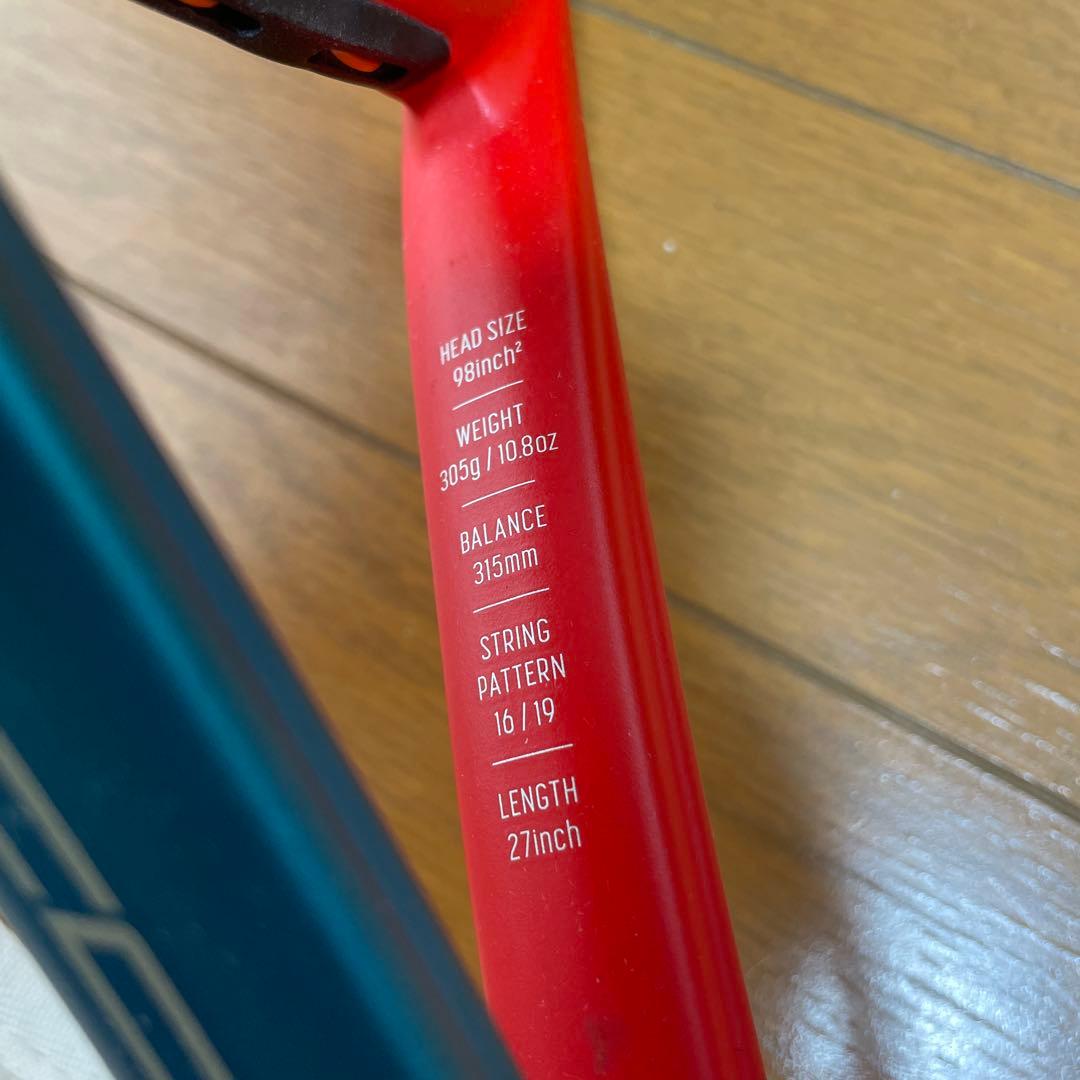 HEAD SIZE
98inch²
WEIGHT
305g / 10.8oz
BALANCE
315mm
STRING
PATTERN
16 / 19
LENGTH
27inch